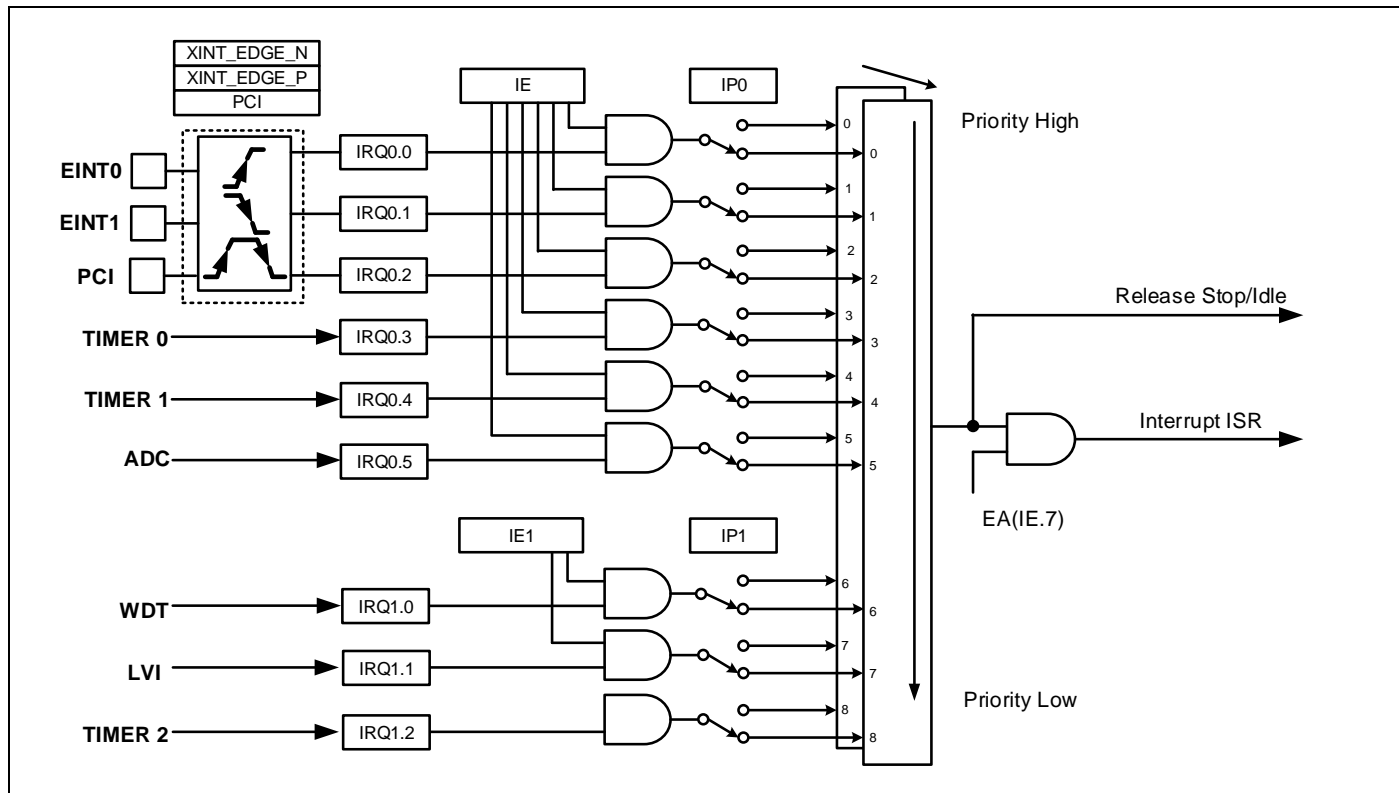 XINT_EDGE_N
XINT_EDGE_P
PCI
IE
IP0
Priority High
EINT0
EINT1
PCI
IRQ0.0
IRQ0.1
IRQ0.2
0
0
1
1
2
2
TIMER 0
IRQ0.3
3
3
TIMER 1
IRQ0.4
4
4
ADC
IRQ0.5
5
5
Release Stop/Idle
Interrupt ISR
EA(IE.7)
IE1
IP1
WDT
IRQ1.0
6
6
LVI
IRQ1.1
7
7
Priority Low
TIMER 2
IRQ1.2
8
8